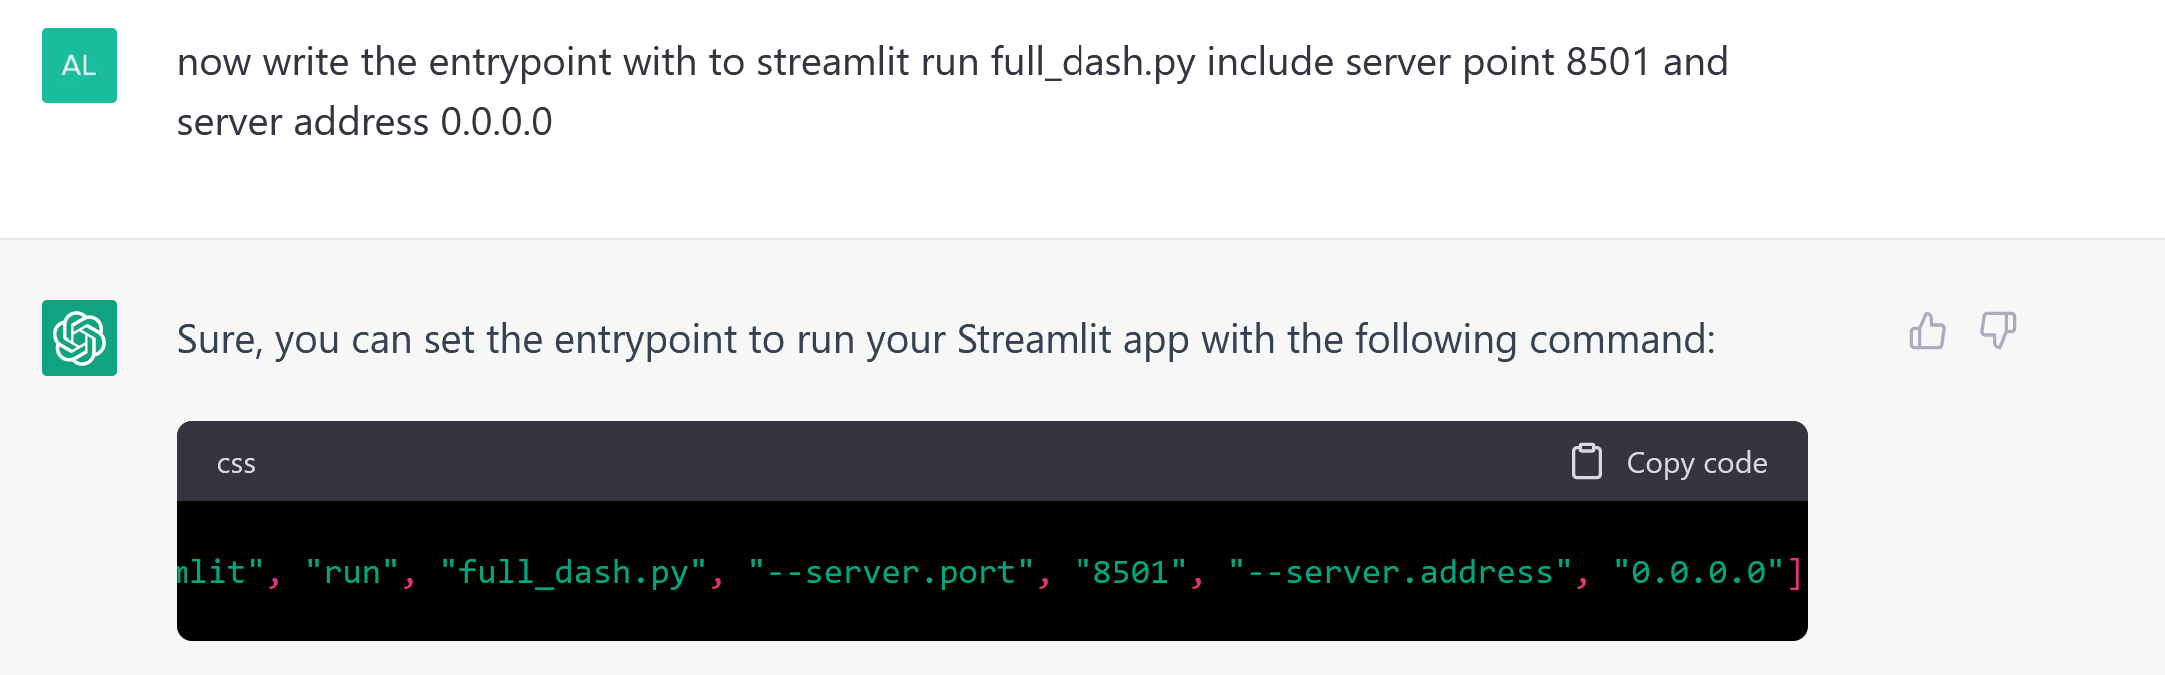 AL
now write the entrypoint with to streamlit run full_dash.py include server point 8501 and
server address 0.0.0.0
Sure, you can set the entrypoint to run your Streamlit app with the following command:
css
Copy code
mlit", "run", "full_dash.py", "--server.port", "8501", "--server.address", "0.0.0.0"]